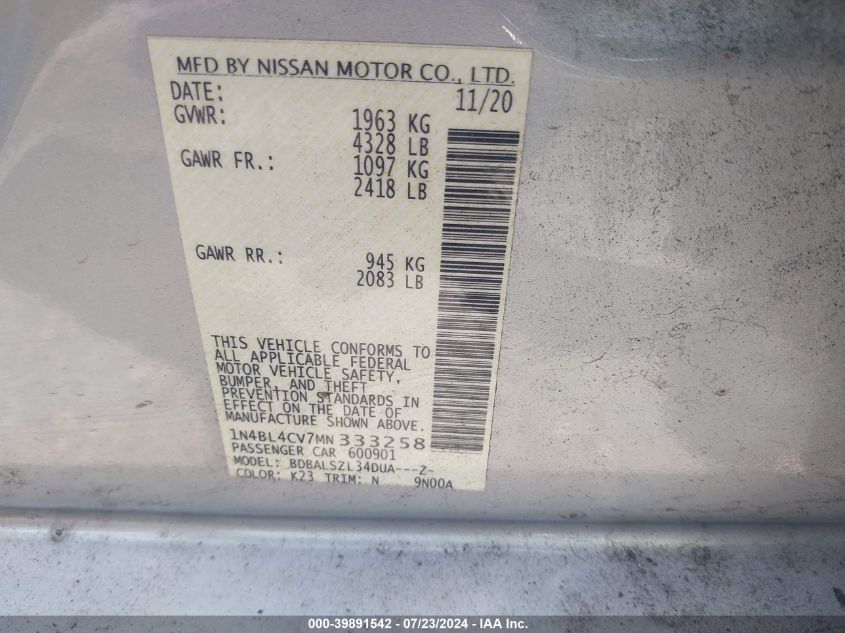 MFD BY NISSAN MOTOR CO., LTD.
DATE: 11/20
GVWR: 1963 KG
4328 LB
GAWR FR.: 1097 KG
2418 LB
GAWR RR.: 945 KG
2083 LB
THIS VEHICLE CONFORMS TO
ALL APPLICABLE FEDERAL
MOTOR VEHICLE SAFETY,
BUMPER, AND THEFT
PREVENTION STANDARDS IN
EFFECT ON THE DATE OF
MANUFACTURE SHOWN ABOVE.
1N4BL4CV7MN 333258
PASSENGER CAR 600901
MODEL: BDBALSZL34DUA---Z-
COLOR: K23 TRIM: N 9N00A
000-39891542 / 07/23/2024 - IAA Inc.